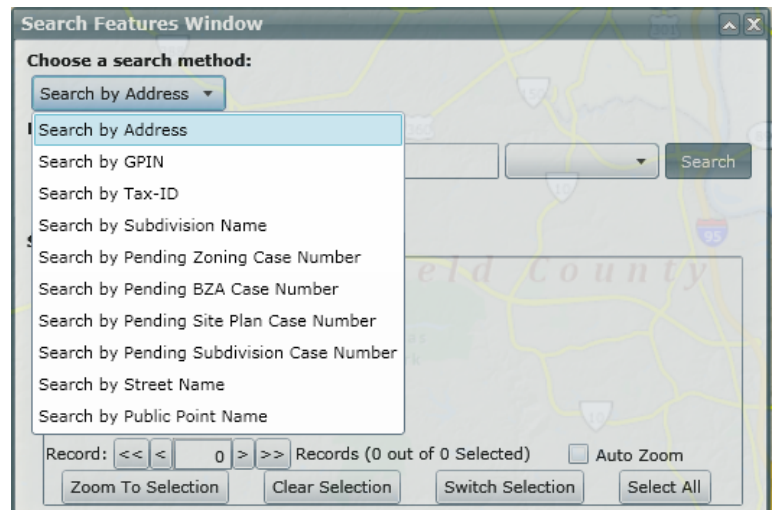 Search Features Window
Choose a search method:
Search by Address
Search by Address
Search by GPIN
Search
Search by Tax-ID
Search by Subdivision Name
95
Search by Pending Zoning Case Number
eld County
Search by Pending BZA Case Number
Search by Pending Site Plan Case Number
Search by Pending Subdivision Case Number
Search by Street Name
Search by Public Point Name
10
Record: << < 0 > >> Records (0 out of 0 Selected) Auto Zoom
Zoom To Selection Clear Selection Switch Selection Select All